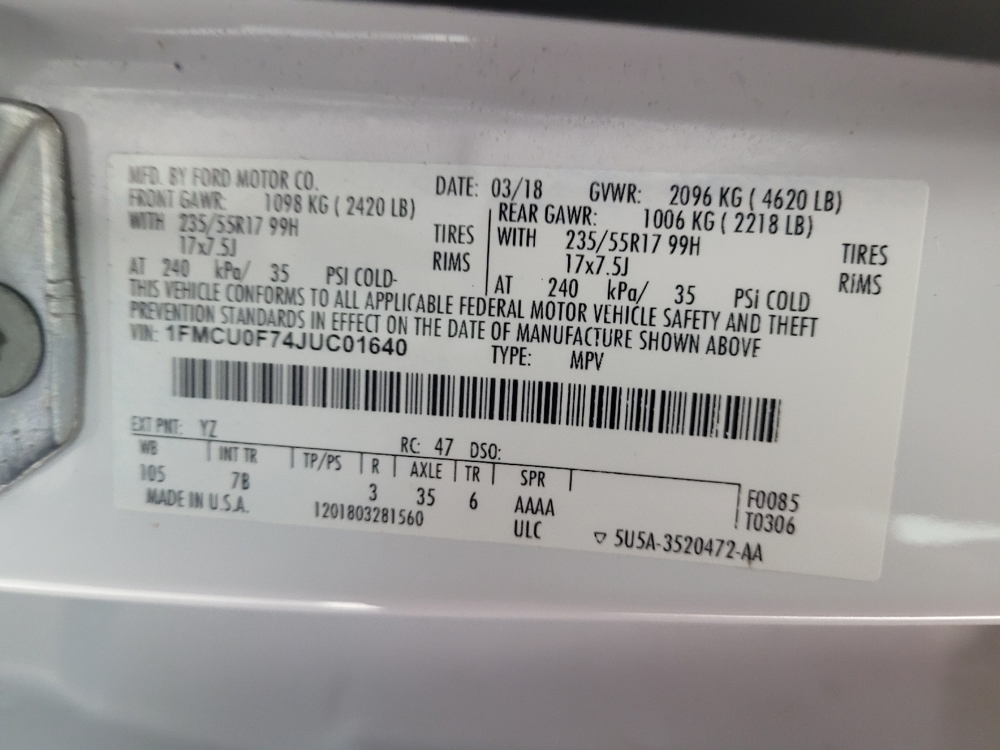 MFD. BY FORD MOTOR CO. DATE: 03/18 GVWR: 2096 KG ( 4620 LB)
FRONT GAWR: 1098 KG ( 2420 LB) REAR GAWR: 1006 KG ( 2218 LB)
WITH 235/55R17 99H TIRES WITH 235/55R17 99H TIRES
17x7.5J RIMS 17x7.5J RIMS
AT 240 kPa/ 35 PSI COLD- AT 240 kPa/ 35 PSi COLD
THIS VEHICLE CONFORMS TO ALL APPLICABLE FEDERAL MOTOR VEHICLE SAFETY AND THEFT
PREVENTION STANDARDS IN EFFECT ON THE DATE OF MANUFACTURE SHOWN ABOVE
VIN: 1FMCU0F74JUC01640 TYPE: MPV
EXT PNT: YZ RC: 47 DSO:
WB INT TR TP/PS R AXLE TR SPR
105 7B 3 35 6 AAAA F0085
MADE IN U.S.A. 1201803281560 ULC T0306
▽ 5U5A-3520472-AA